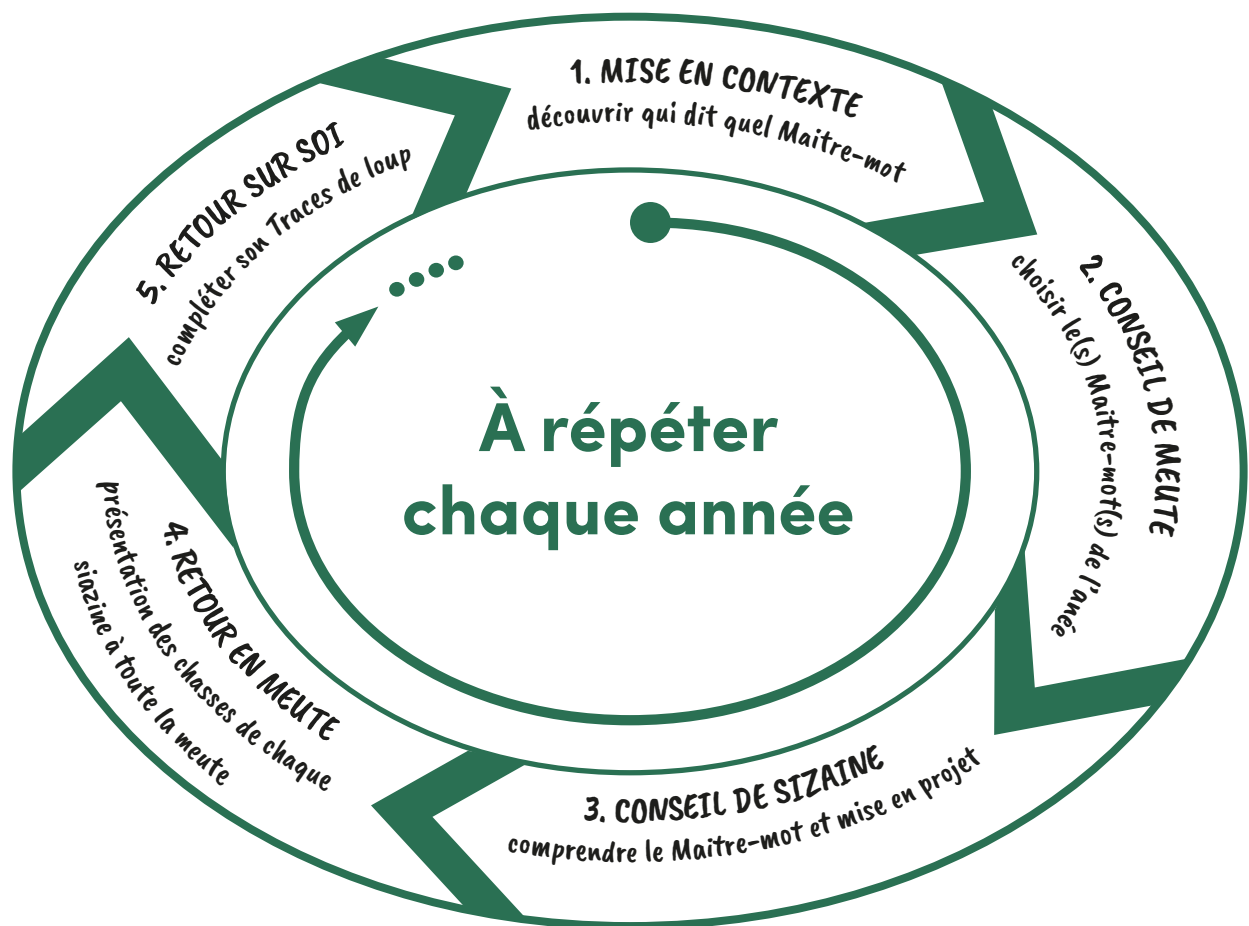 1. MISE EN CONTEXTE
découvrir qui dit quel Maitre-mot
2. CONSEIL DE MEUTE
choisir le(s) Maitre-mot(s) de l'anée
3. CONSEIL DE SIZAINE
comprendre le Maitre-mot et mise en projet
4. RETOUR EN MEUTE
présentation des chasses de chaque
siazine à toute la meute
5. RETOUR SUR SOI
compléter son Traces de loup
À répéter
chaque année